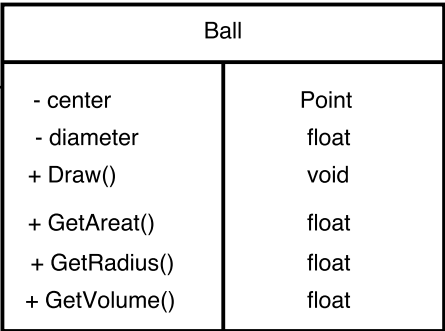 Ball
- center Point
- diameter float
+ Draw() void
+ GetAreat() float
+ GetRadius() float
+ GetVolume() float